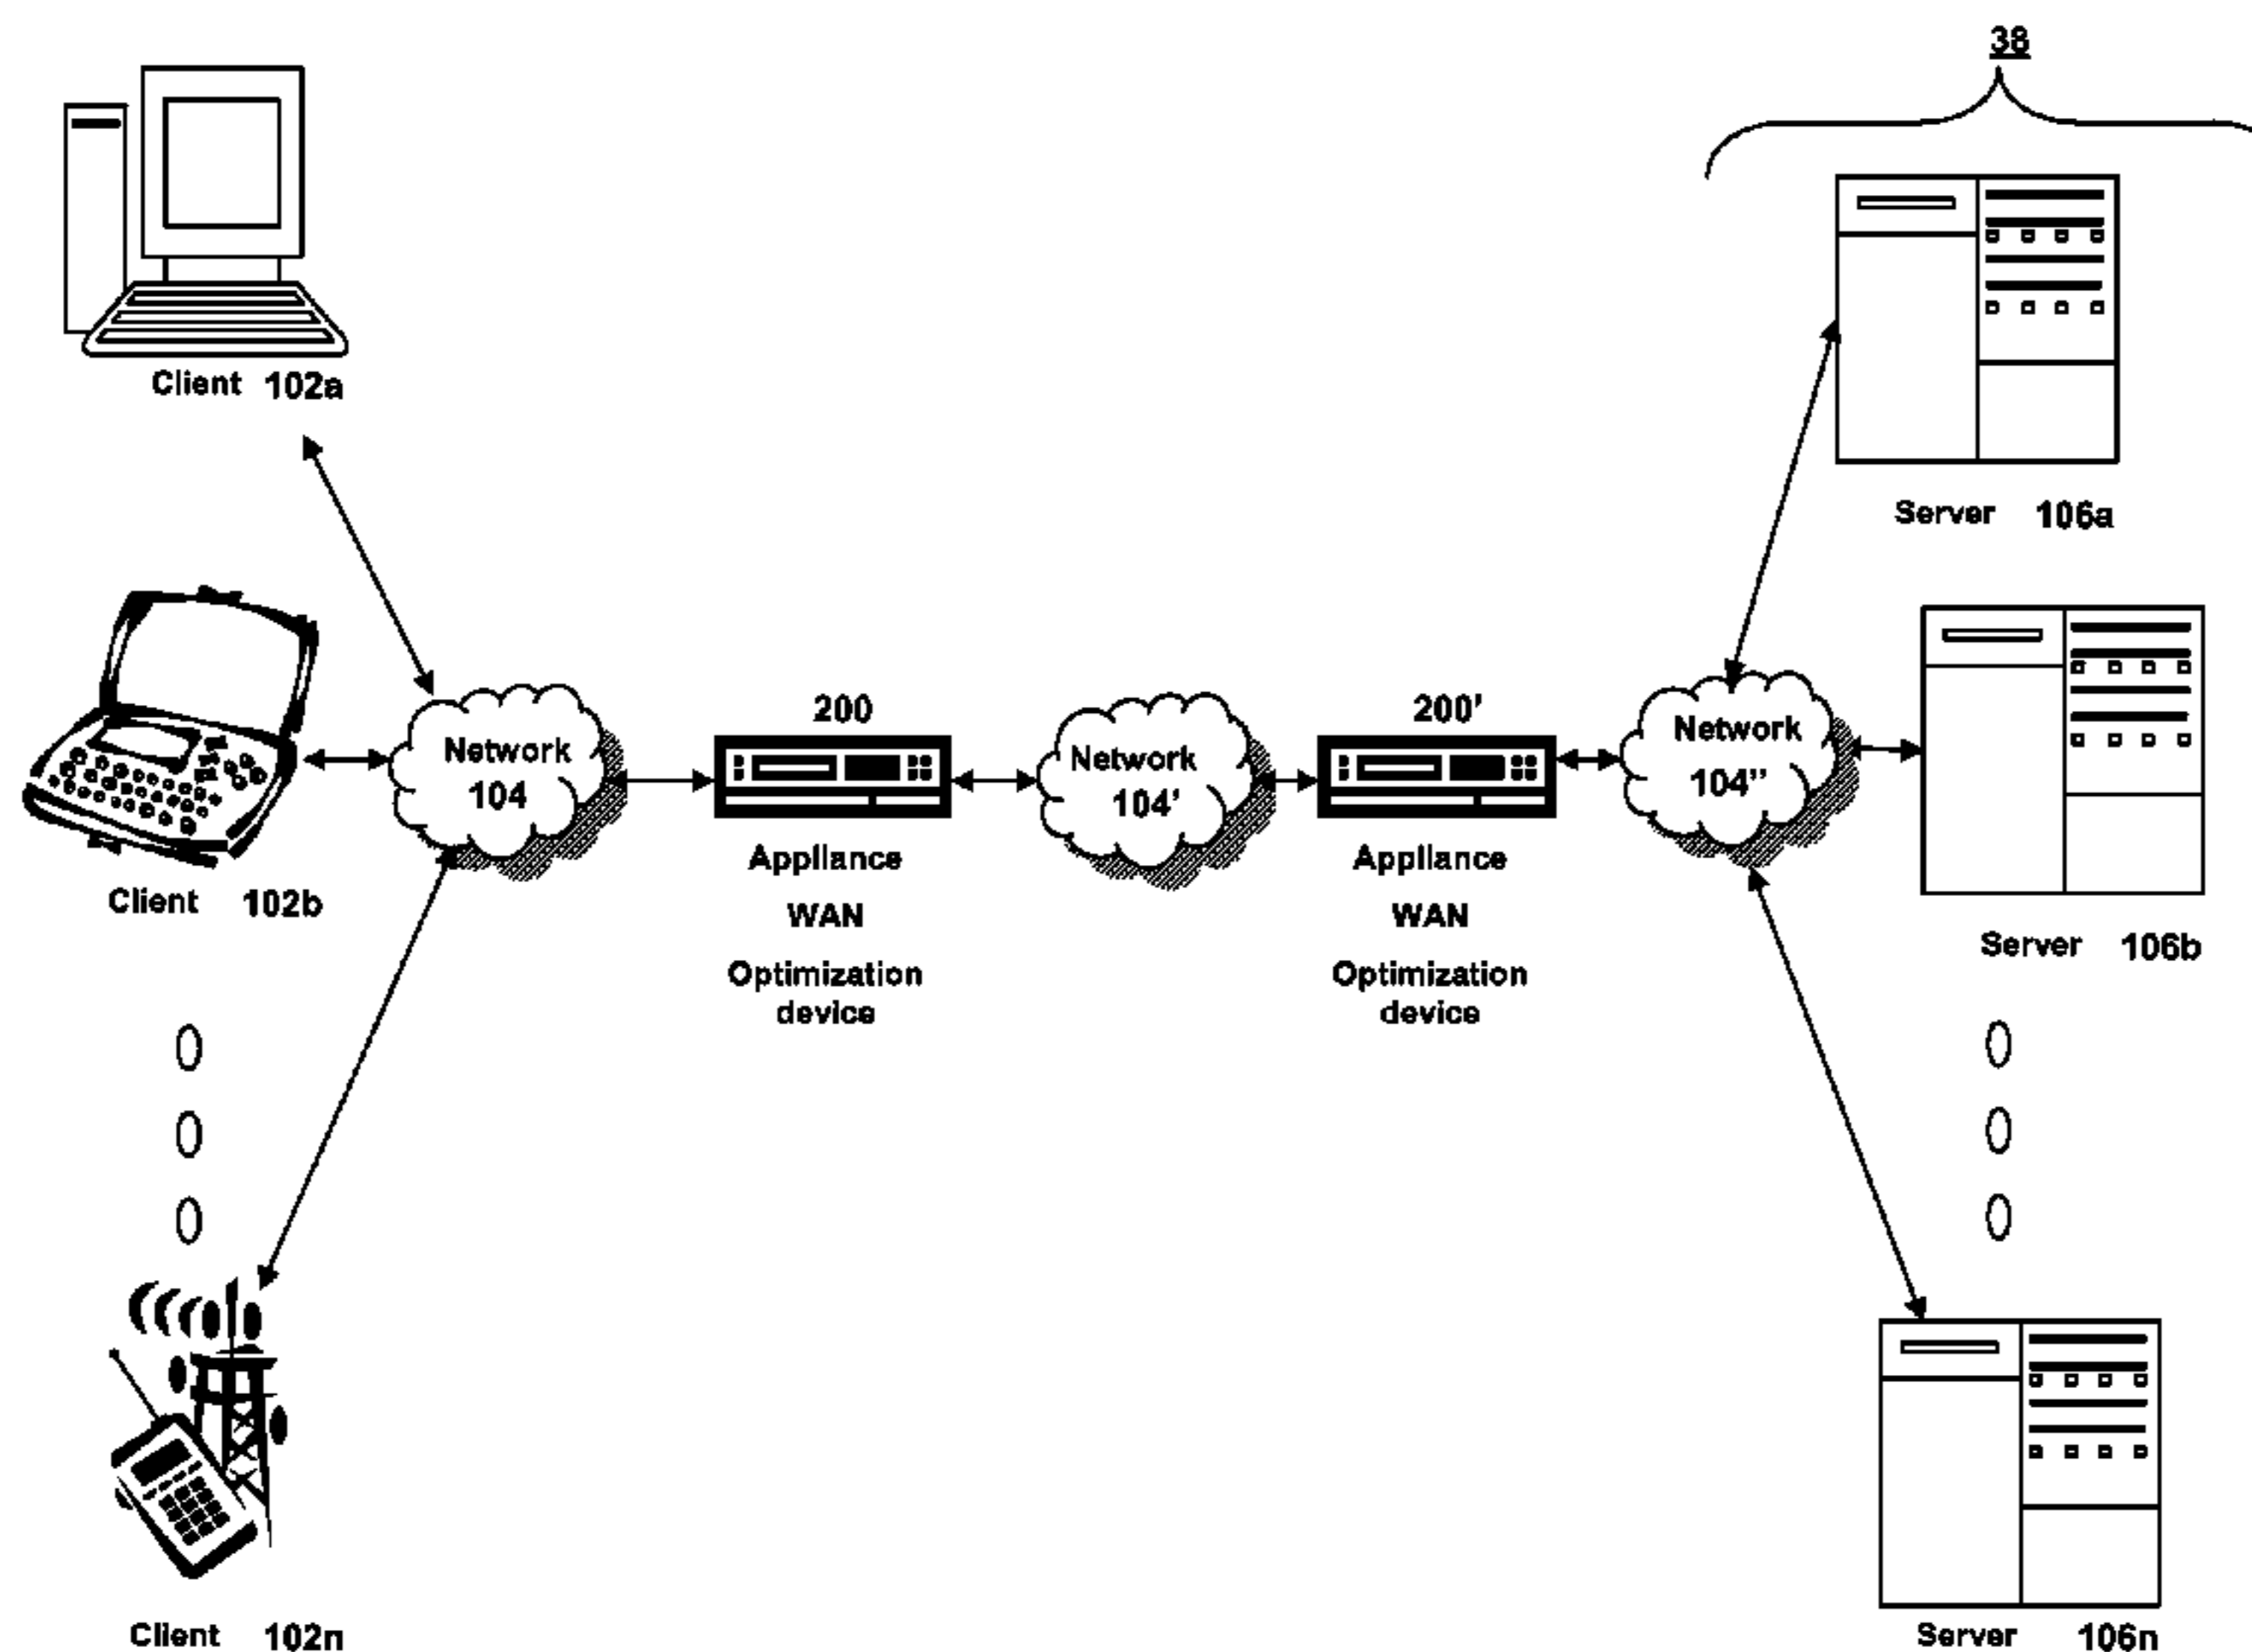 38
Client 102a
Server 106a
Client 102b
Network
104
200
Appliance
WAN
Optimization
device
Network
104'
200'
Appliance
WAN
Optimization
device
Network
104''
Server 106b
Client 102n
Server 106n